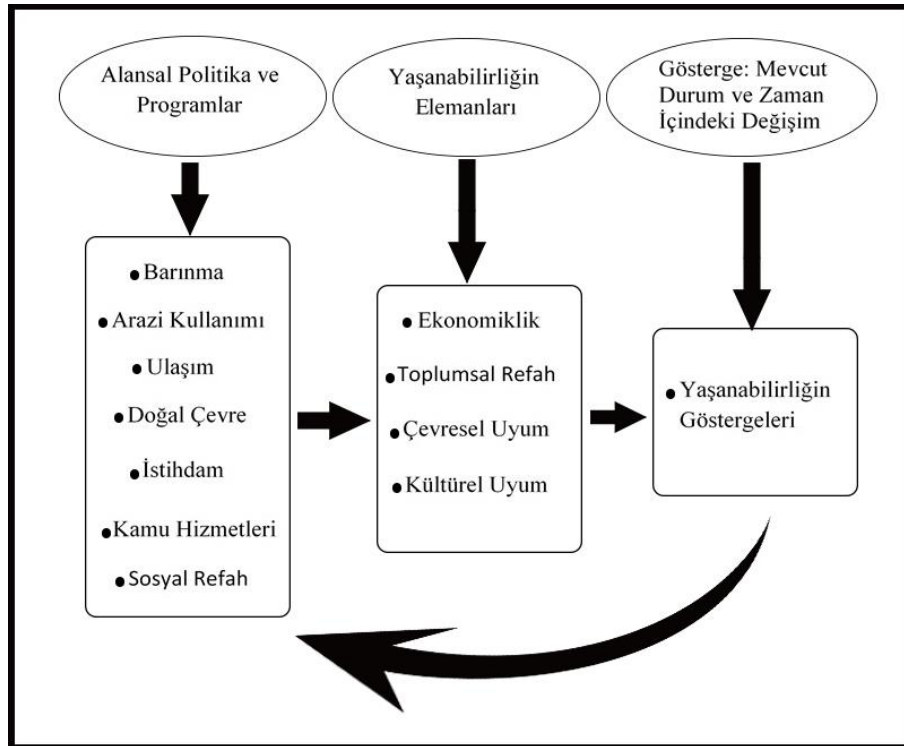 Alansal Politika ve
Programlar
Yaşanabilirliğin
Elemanları
Gösterge: Mevcut
Durum ve Zaman
İçindeki Değişim
• Barınma
• Arazi Kullanımı
• Ulaşım
• Doğal Çevre
• İstihdam
• Kamu Hizmetleri
• Sosyal Refah
• Ekonomiklik
• Toplumsal Refah
• Çevresel Uyum
• Kültürel Uyum
• Yaşanabilirliğin
Göstergeleri